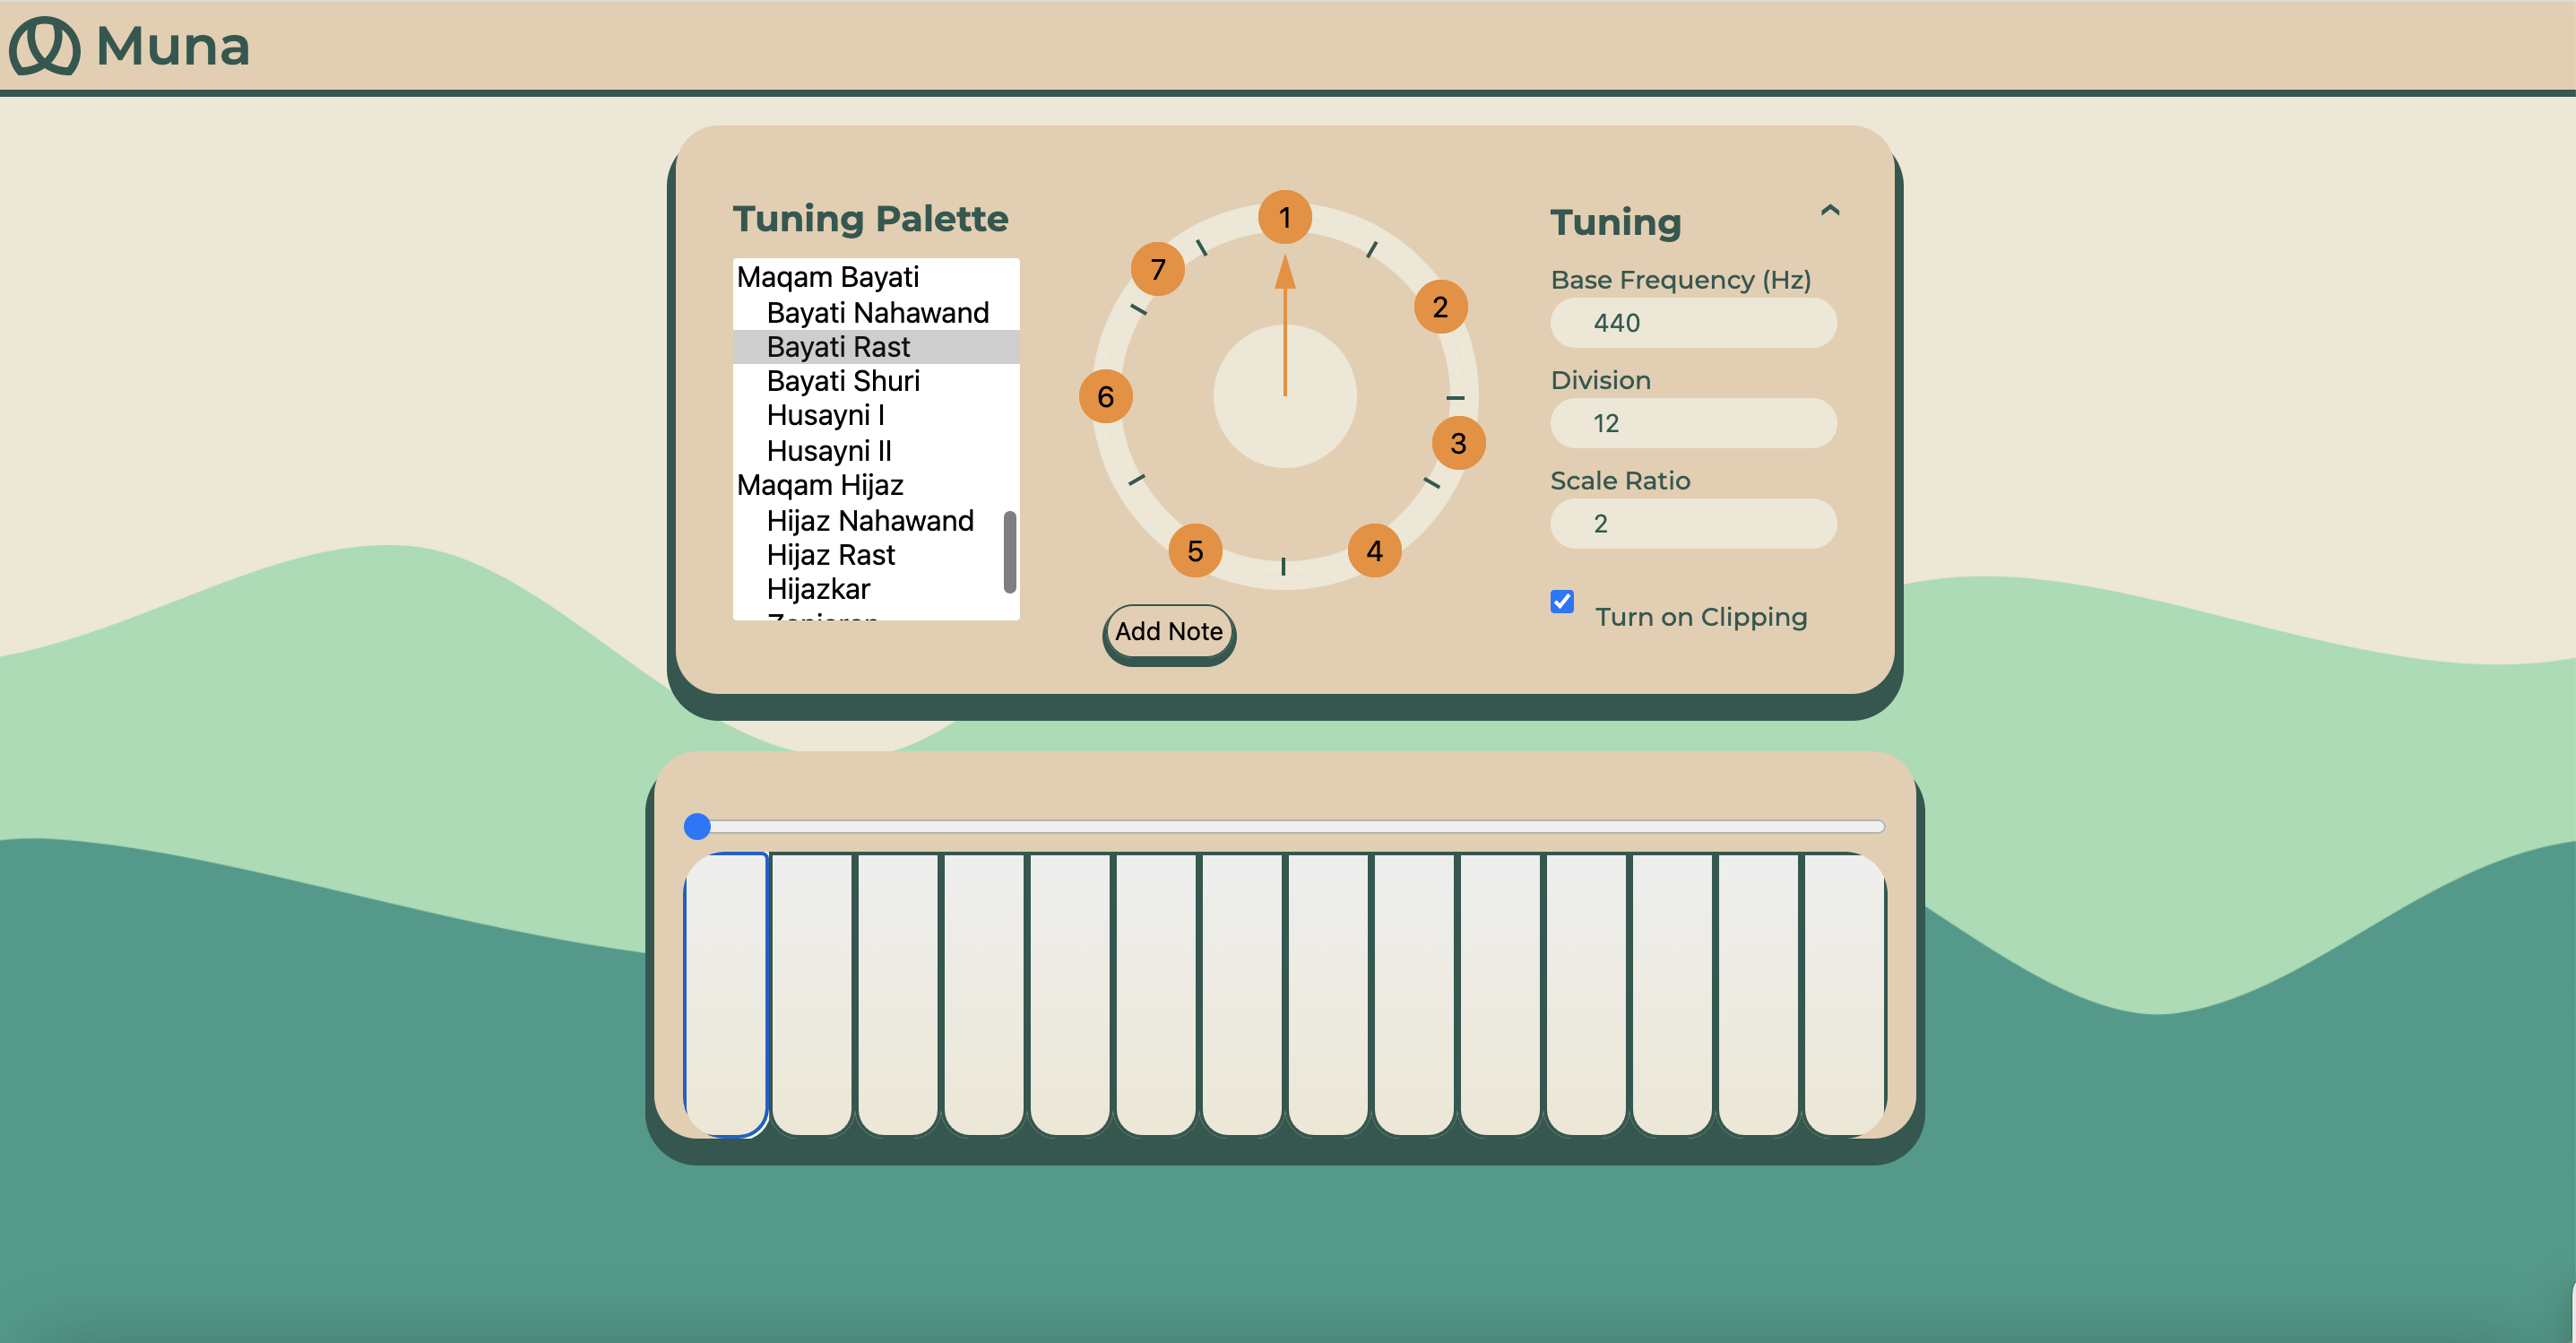 Muna
Tuning Palette
Maqam Bayati
Bayati Nahawand
Bayati Rast
Bayati Shuri
Husayni I
Husayni II
Maqam Hijaz
Hijaz Nahawand
Hijaz Rast
Hijazkar
1
2
3
4
5
6
7
Add Note
Tuning
Base Frequency (Hz)
440
Division
12
Scale Ratio
2
Turn on Clipping